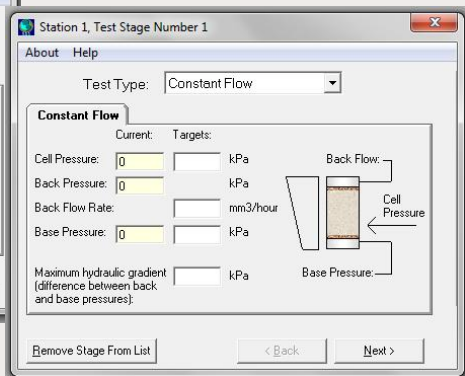 Station 1, Test Stage Number 1
About Help
Test Type: Constant Flow
Constant Flow
Current: Targets:
Cell Pressure: 0 kPa
Back Pressure: 0 kPa
Back Flow Rate: mm3/hour
Base Pressure: 0 kPa
Maximum hydraulic gradient
(difference between back
and base pressures): kPa
Back Flow:
Cell
Pressure
Base Pressure:
Remove Stage From List < Back Next >